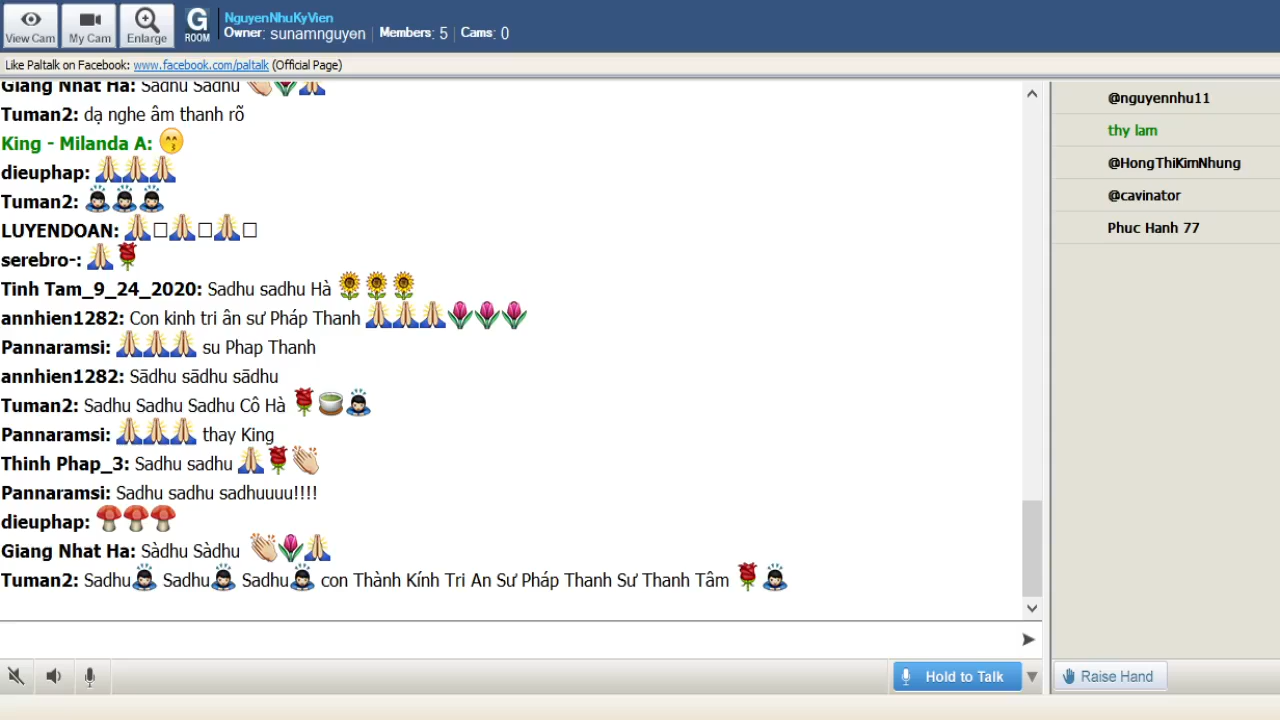 View Cam
My Cam
Enlarge
G
ROOM
NguyenNhuKyVien
Owner: sunamnguyen | Members: 5 | Cams: 0
Like Paltalk on Facebook: www.facebook.com/paltalk (Official Page)
Giang Nhat Ha: Sàdhu Sàdhu 👏🌷🙏
Tuman2: dạ nghe âm thanh rõ
King - Milanda A: 😙
dieuphap: 🙏🙏🙏
Tuman2: 🙇🙇🙇
LUYENDOAN: 🙏□🙏□🙏□
serebro-: 🙏🌹
Tinh Tam_9_24_2020: Sadhu sadhu Hà 🌻🌻🌻
annhien1282: Con kinh tri ân sư Pháp Thanh 🙏🙏🙏🌷🌷🌷
Pannaramsi: 🙏🙏🙏 su Phap Thanh
annhien1282: Sādhu sādhu sādhu
Tuman2: Sadhu Sadhu Sadhu Cô Hà 🌹🍵🙇
Pannaramsi: 🙏🙏🙏 thay King
Thinh Phap_3: Sadhu sadhu 🙏🌹👏
Pannaramsi: Sadhu sadhu sadhuuuu!!!!
dieuphap: 🍄🍄🍄
Giang Nhat Ha: Sàdhu Sàdhu 👏🌷🙏
Tuman2: Sadhu🙇 Sadhu🙇 Sadhu🙇 con Thành Kính Tri An Sư Pháp Thanh Sư Thanh Tâm 🌹🙇
Hold to Talk
@nguyennhu11
thy lam
@HongThiKimNhung
@cavinator
Phuc Hanh 77
Raise Hand